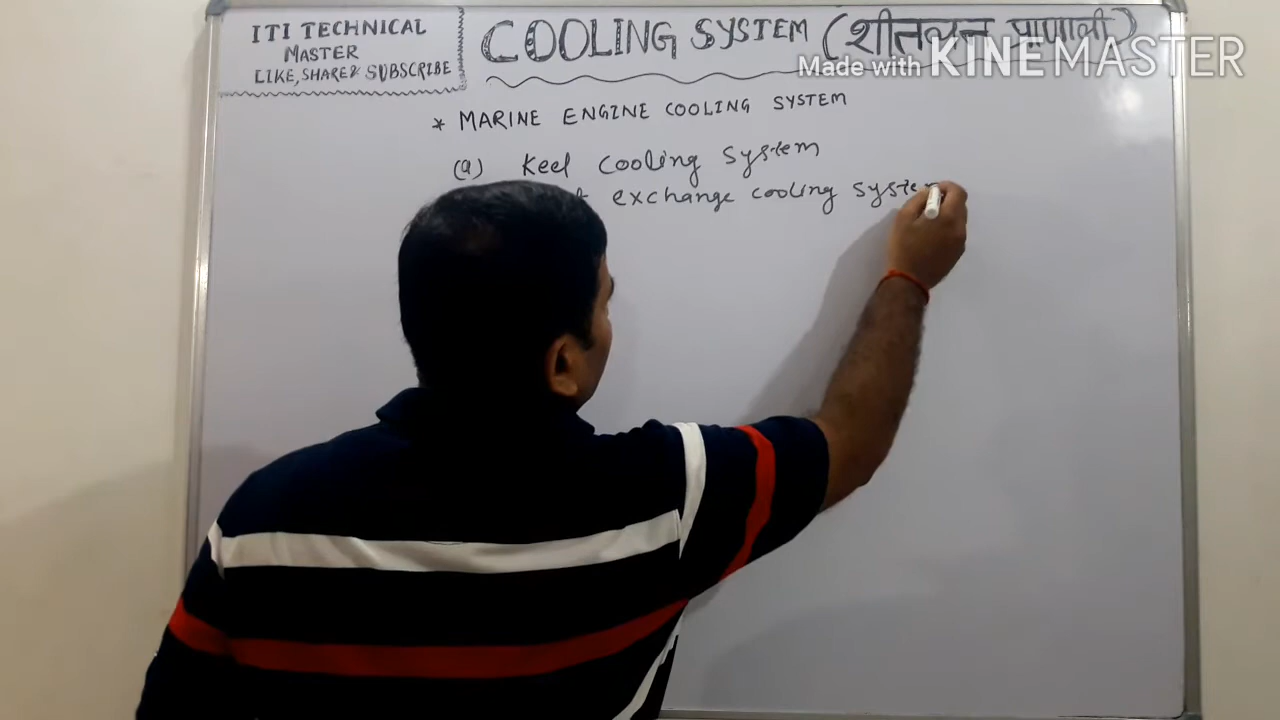 ITI TECHNICAL
MASTER
LIKE, SHARE & SUBSCRIBE
COOLING SYSTEM (शीतलन प्राणाली)
Made with KINEMASTER
* MARINE ENGINE COOLING SYSTEM
(a) Keel cooling system
exchange cooling system